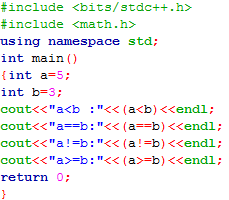 #include <bits/stdc++.h>
#include <math.h>
using namespace std;
int main()
{int a=5;
int b=3;
cout<<"a<b :"<<(a<b)<<endl;
cout<<"a==b:"<<(a==b)<<endl;
cout<<"a!=b:"<<(a!=b)<<endl;
cout<<"a>=b:"<<(a>=b)<<endl;
return 0;
}